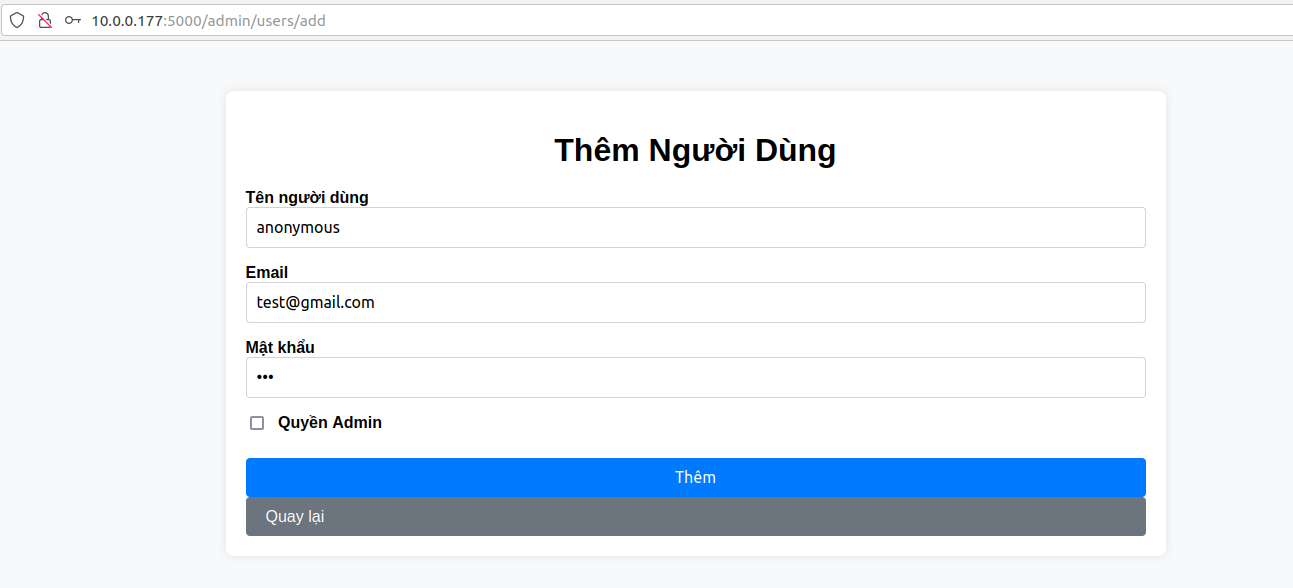 10.0.0.177:5000/admin/users/add
Thêm Người Dùng
Tên người dùng
anonymous
Email
test@gmail.com
Mật khẩu
•••
Quyền Admin
Thêm
Quay lại